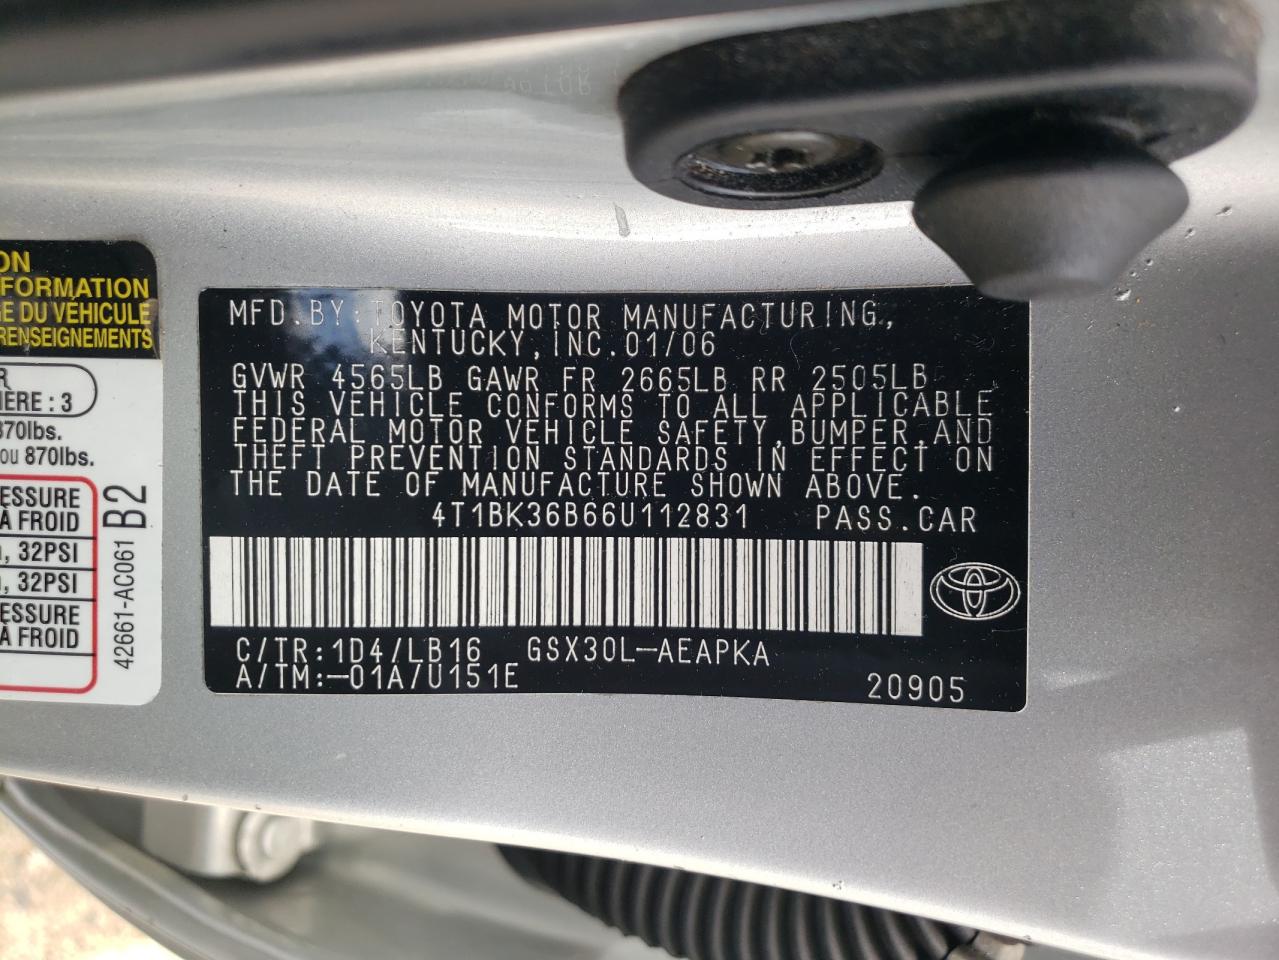 ON
FORMATION
GE DU VÉHICULE
RENSEIGNEMENTS
R
IERE : 3
870lbs.
ou 870lbs.
ESSURE
À FROID
, 32PSI
, 32PSI
ESSURE
À FROID
42661-AC061 B2
MFD.BY:TOYOTA MOTOR MANUFACTURING,
KENTUCKY,INC.01/06
GVWR 4565LB GAWR FR 2665LB RR 2505LB
THIS VEHICLE CONFORMS TO ALL APPLICABLE
FEDERAL MOTOR VEHICLE SAFETY,BUMPER,AND
THEFT PREVENTION STANDARDS IN EFFECT ON
THE DATE OF MANUFACTURE SHOWN ABOVE.
4T1BK36B66U112831 PASS.CAR
C/TR:1D4/LB16 GSX30L-AEAPKA
A/TM:-01A/U151E
20905